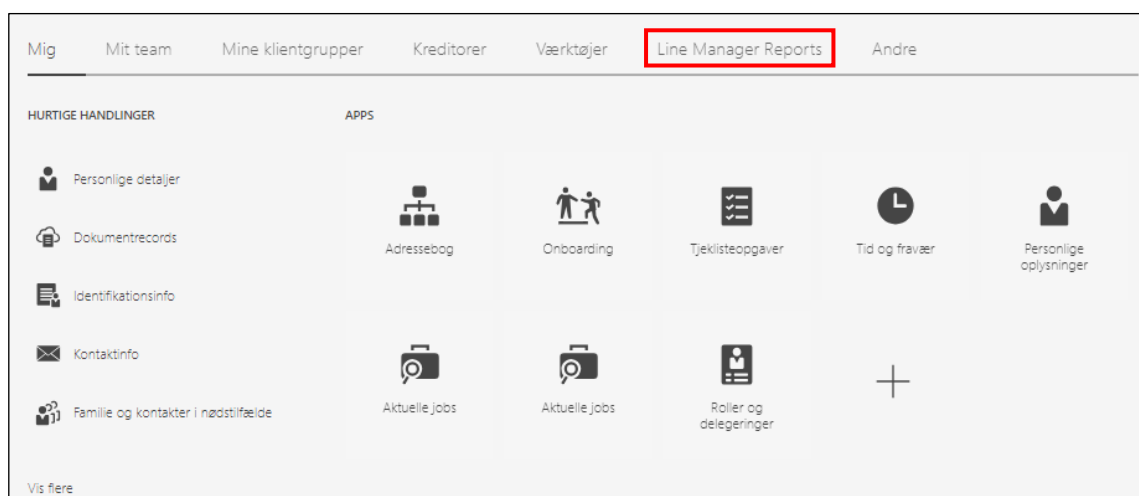 Mig Mit team Mine klientgrupper Kreditorer Værktøjer Line Manager Reports Andre
HURTIGE HANDLINGER
Personlige detaljer
Dokumentrecords
Identifikationsinfo
Kontaktinfo
Familie og kontakter i nødstilfælde
Vis flere
APPS
Adressebog
Onboarding
Tjeklisteopgaver
Tid og fravær
Personlige
oplysninger
Aktuelle jobs
Aktuelle jobs
Roller og
delegeringer